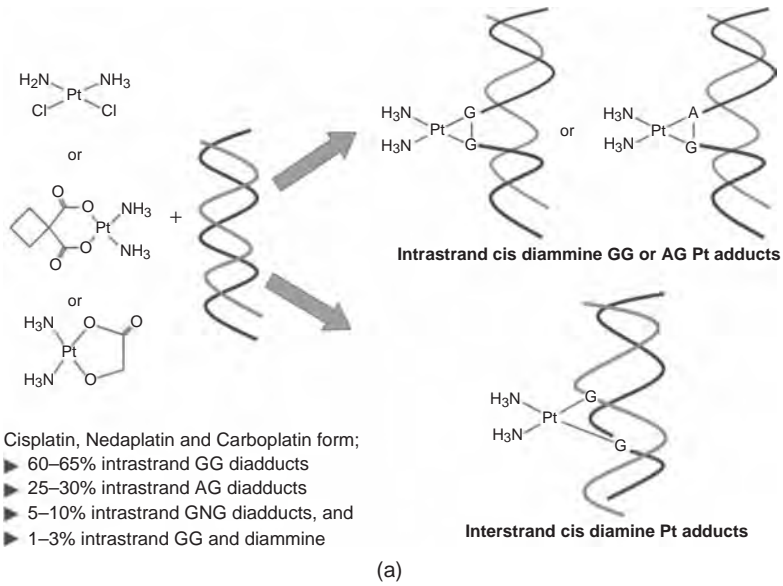 H₂N NH₃
Pt
Cl Cl
or
O
O
Pt
NH₃
NH₃
O
O
+
or
H₃N
O
O
Pt
H₃N
O
H₃N
Pt
H₃N
G
G
or
H₃N
Pt
H₃N
A
G
Intrastrand cis diammine GG or AG Pt adducts
H₃N
Pt
H₃N
G
G
Interstrand cis diamine Pt adducts
Cisplatin, Nedaplatin and Carboplatin form;
60–65% intrastrand GG diadducts
25–30% intrastrand AG diadducts
5–10% intrastrand GNG diadducts, and
1–3% intrastrand GG and diammine
(a)